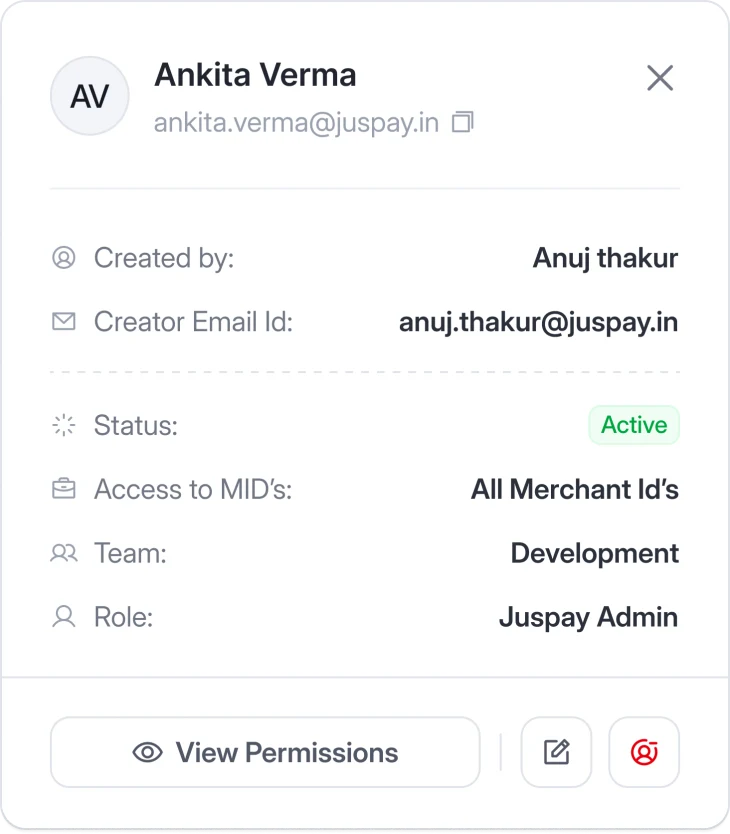 AV
Ankita Verma
ankita.verma@juspay.in
Created by: Anuj thakur
Creator Email Id: anuj.thakur@juspay.in
Status: Active
Access to MID’s: All Merchant Id’s
Team: Development
Role: Juspay Admin
View Permissions